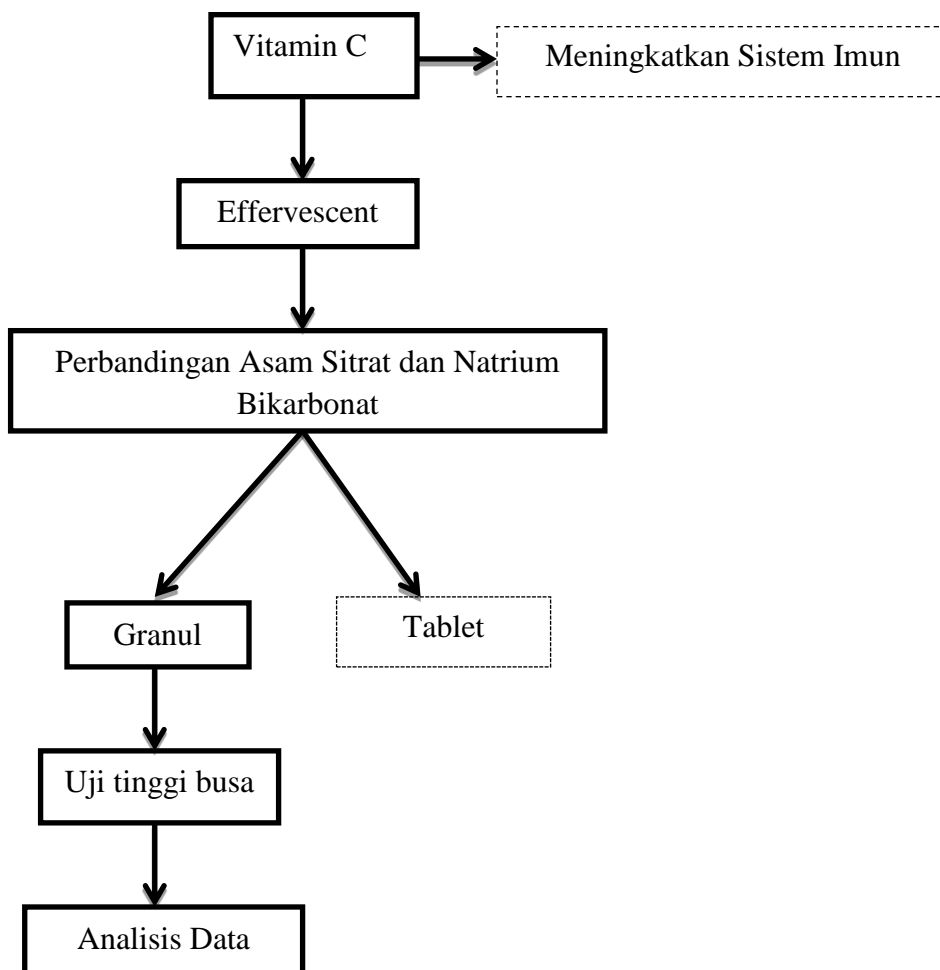 Vitamin C
Meningkatkan Sistem Imun
Effervescent
Perbandingan Asam Sitrat dan Natrium
Bikarbonat
Granul
Tablet
Uji tinggi busa
Analisis Data